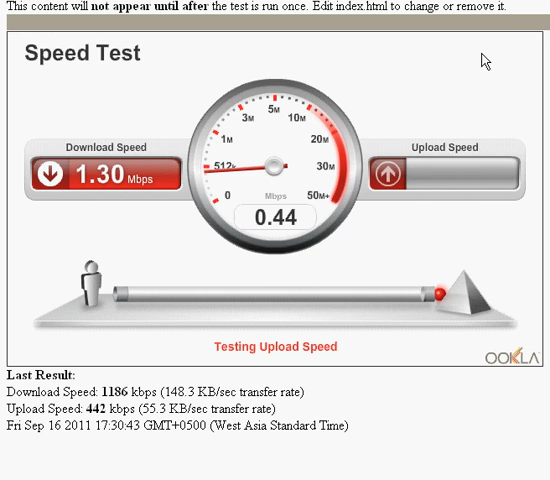 This content will not appear until after the test is run once. Edit index.html to change or remove it.
Speed Test
Download Speed
1.30 Mbps
Upload Speed
0
512k
1M
3M
5M
10M
20M
30M
50M+
Mbps
0.44
Testing Upload Speed
OOKLA
Last Result:
Download Speed: 1186 kbps (148.3 KB/sec transfer rate)
Upload Speed: 442 kbps (55.3 KB/sec transfer rate)
Fri Sep 16 2011 17:30:43 GMT+0500 (West Asia Standard Time)